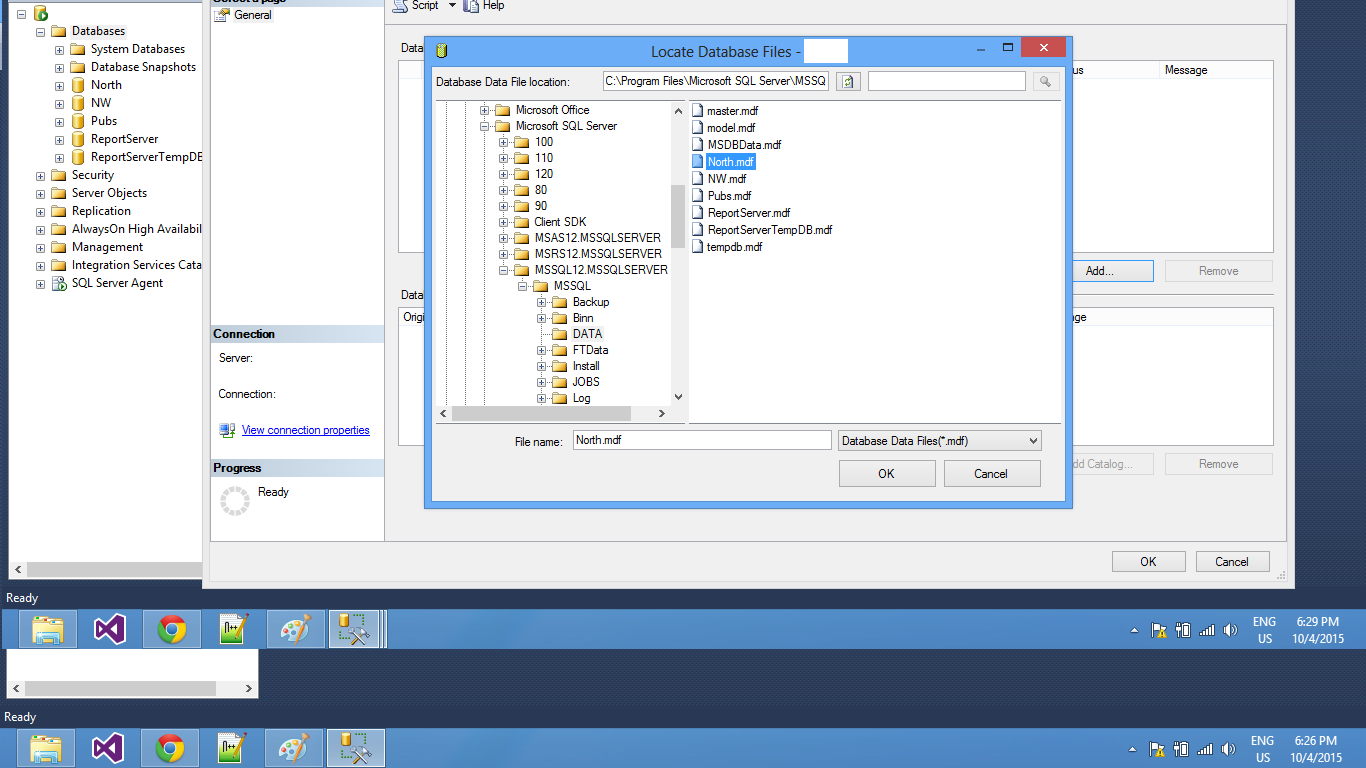 Script
Help
General
Databases
System Databases
Database Snapshots
North
NW
Pubs
ReportServer
ReportServerTempDB
Security
Server Objects
Replication
AlwaysOn High Availabil
Management
Integration Services Cata
SQL Server Agent
Connection
Server:
Connection:
View connection properties
Progress
Ready
Data
Message
Add...
Remove
Data
Origi
Remove
OK
Cancel
Locate Database Files -
Database Data File location:
C:\Program Files\Microsoft SQL Server\MSSQ
Microsoft Office
Microsoft SQL Server
100
110
120
80
90
Client SDK
MSAS12.MSSQLSERVER
MSRS12.MSSQLSERVER
MSSQL12.MSSQLSERVER
MSSQL
Backup
Binn
DATA
FTData
Install
JOBS
Log
master.mdf
model.mdf
MSDBData.mdf
North.mdf
NW.mdf
Pubs.mdf
ReportServer.mdf
ReportServerTempDB.mdf
tempdb.mdf
File name:
North.mdf
Database Data Files(*.mdf)
OK
Cancel
Ready
ENG
US
6:29 PM
10/4/2015
Ready
ENG
US
6:26 PM
10/4/2015